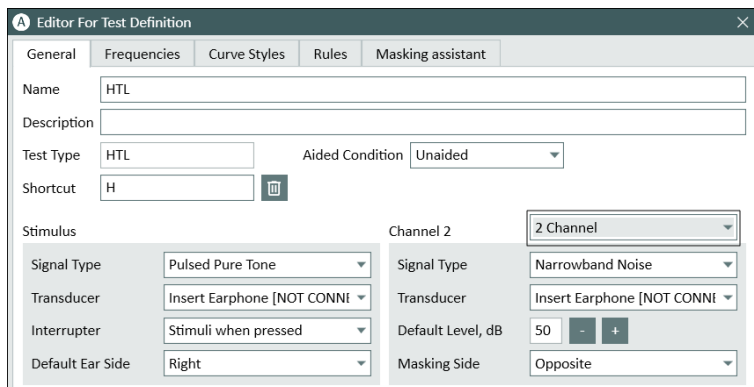 A Editor For Test Definition
General Frequencies Curve Styles Rules Masking assistant
Name HTL
Description
Test Type HTL Aided Condition Unaided
Shortcut H
Stimulus Channel 2 2 Channel
Signal Type Pulsed Pure Tone Signal Type Narrowband Noise
Transducer Insert Earphone [NOT CONNE Transducer Insert Earphone [NOT CONNE
Interrupter Stimuli when pressed Default Level, dB 50 - +
Default Ear Side Right Masking Side Opposite